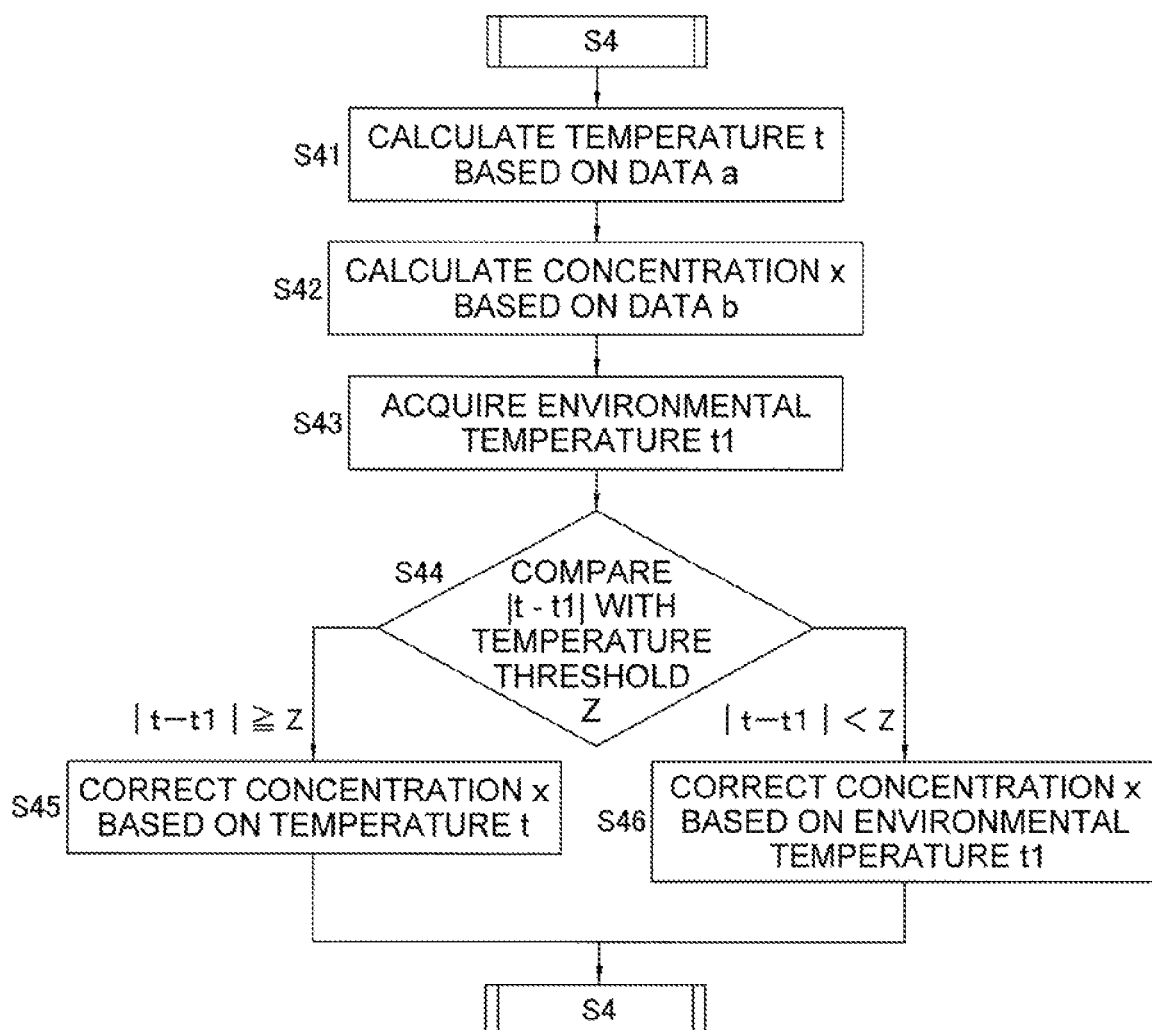 S4
S41
CALCULATE TEMPERATURE t
BASED ON DATA a
S42
CALCULATE CONCENTRATION x
BASED ON DATA b
S43
ACQUIRE ENVIRONMENTAL
TEMPERATURE t1
S44
COMPARE
|t - t1| WITH
TEMPERATURE
THRESHOLD
Z
| t−t1 | ≧ Z
| t−t1 | < Z
S45
CORRECT CONCENTRATION x
BASED ON TEMPERATURE t
S46
CORRECT CONCENTRATION x
BASED ON ENVIRONMENTAL
TEMPERATURE t1
S4